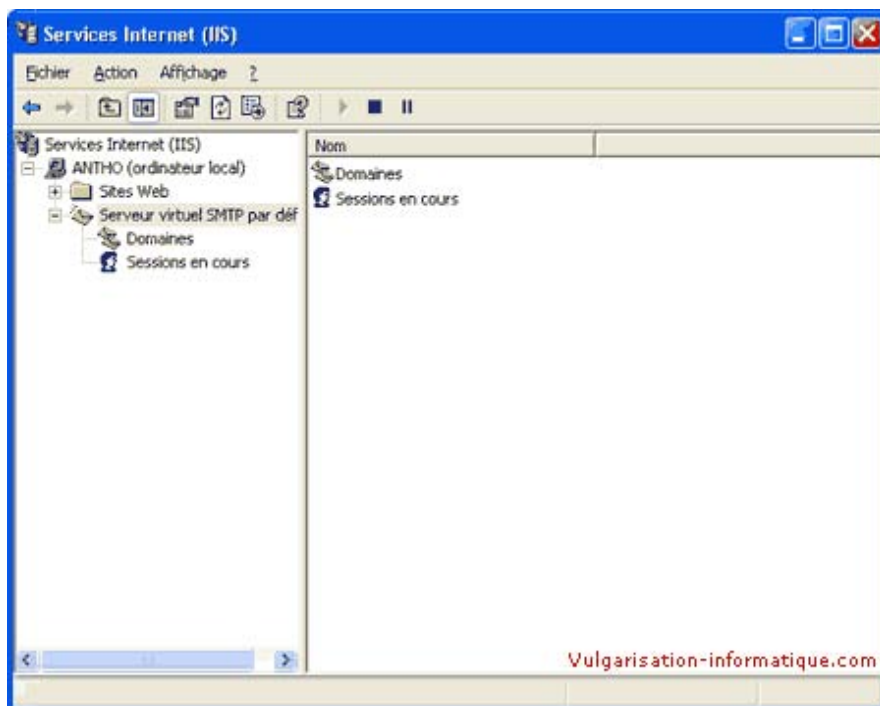 Services Internet (IIS)
Fichier Action Affichage ?
Services Internet (IIS)
ANTHO (ordinateur local)
Sites Web
Serveur virtuel SMTP par déf
Domaines
Sessions en cours
Nom
Domaines
Sessions en cours
Vulgarisation-informatique.com